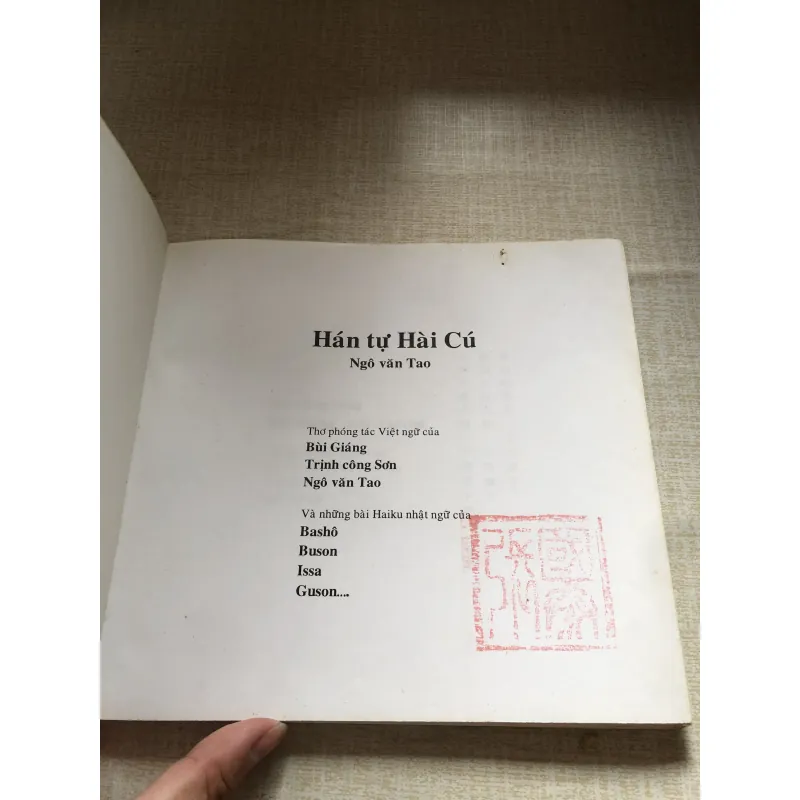 Hán tự Hài Cú
Ngô văn Tao
Thơ phóng tác Việt ngữ của
Bùi Giáng
Trịnh công Sơn
Ngô văn Tao
Và những bài Haiku nhật ngữ của
Bashô
Buson
Issa
Guson....